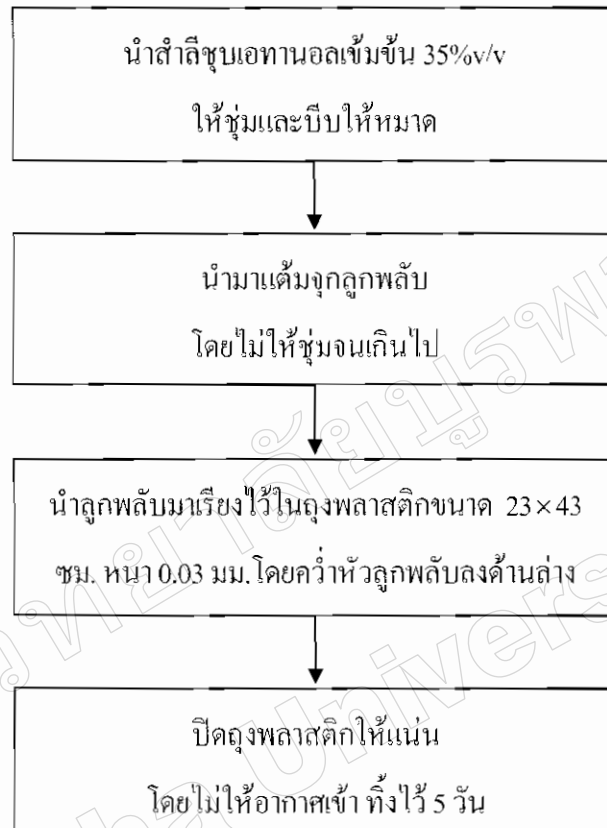 นำสำลีชุบเอทานอลเข้มข้น 35%v/v
ให้ชุ่มและบีบให้หมาด
นำมาแต้มจุกลูกพลับ
โดยไม่ให้ชุ่มจนเกินไป
นำลูกพลับมาเรียงไว้ในถุงพลาสติกขนาด 23×43
ซม. หนา 0.03 มม. โดยคว่ำหัวลูกพลับลงด้านล่าง
ปิดถุงพลาสติกให้แน่น
โดยไม่ให้อากาศเข้า ทิ้งไว้ 5 วัน